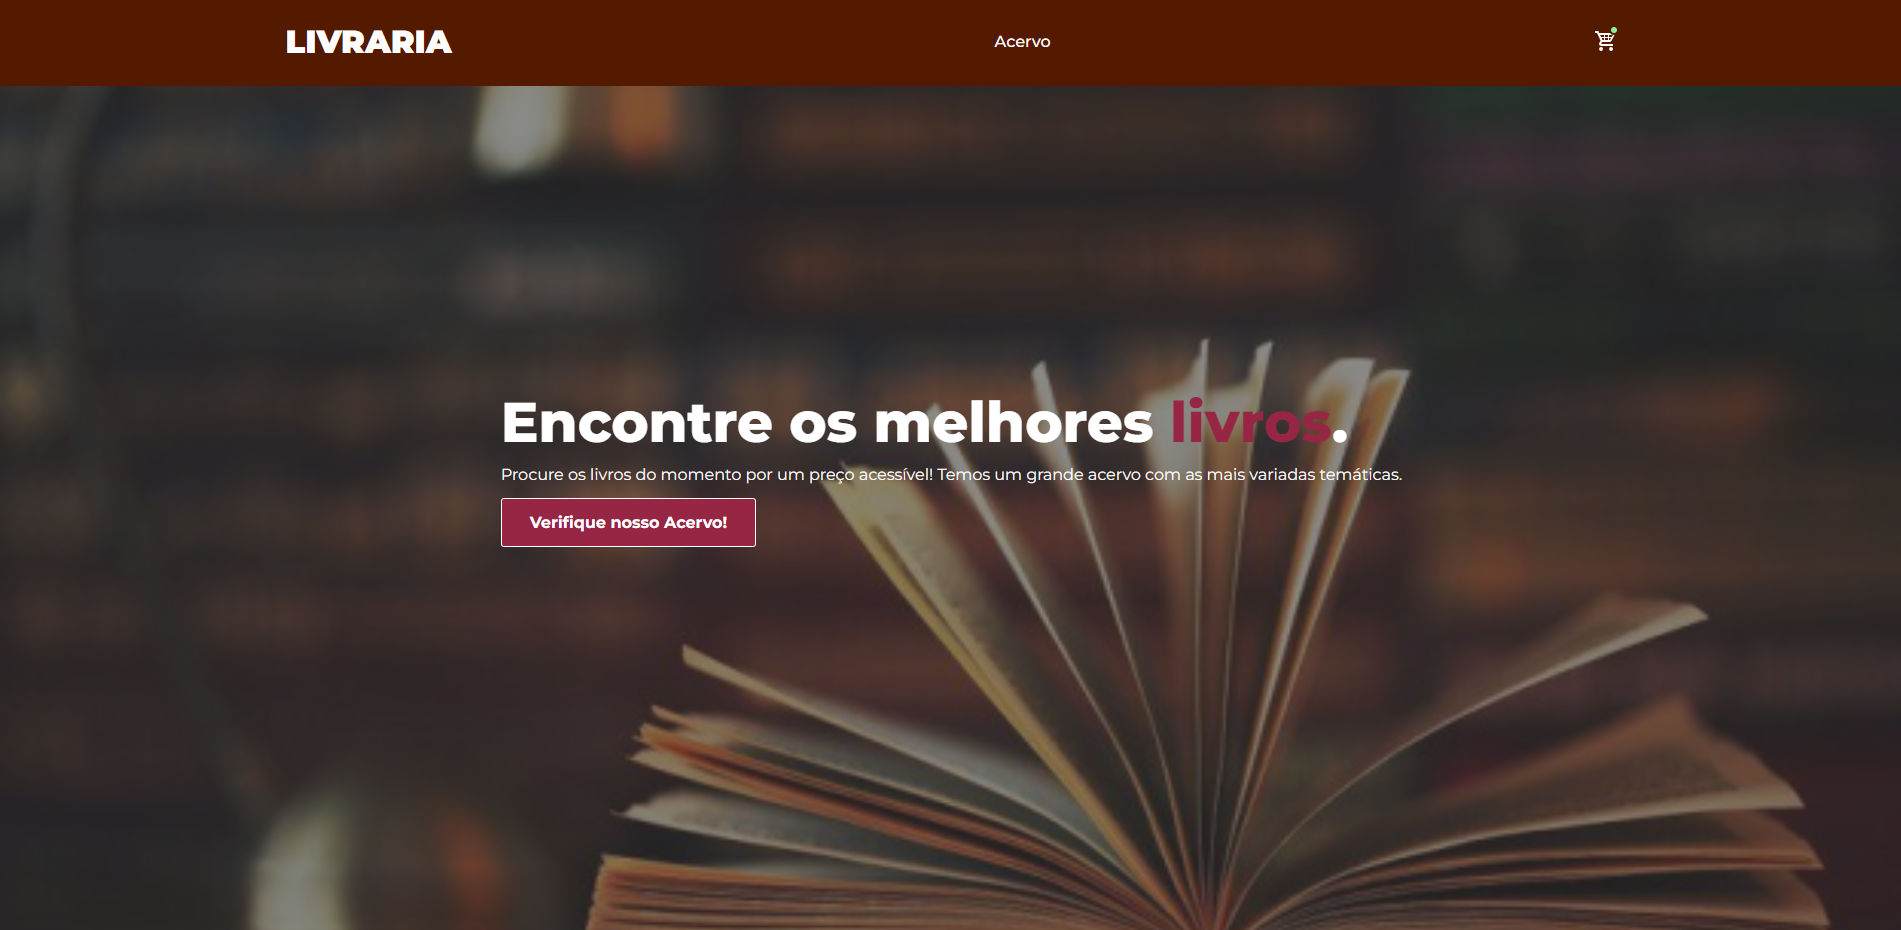 LIVRARIA
Acervo
Encontre os melhores livros.
Procure os livros do momento por um preço acessível! Temos um grande acervo com as mais variadas temáticas.
Verifique nosso Acervo!